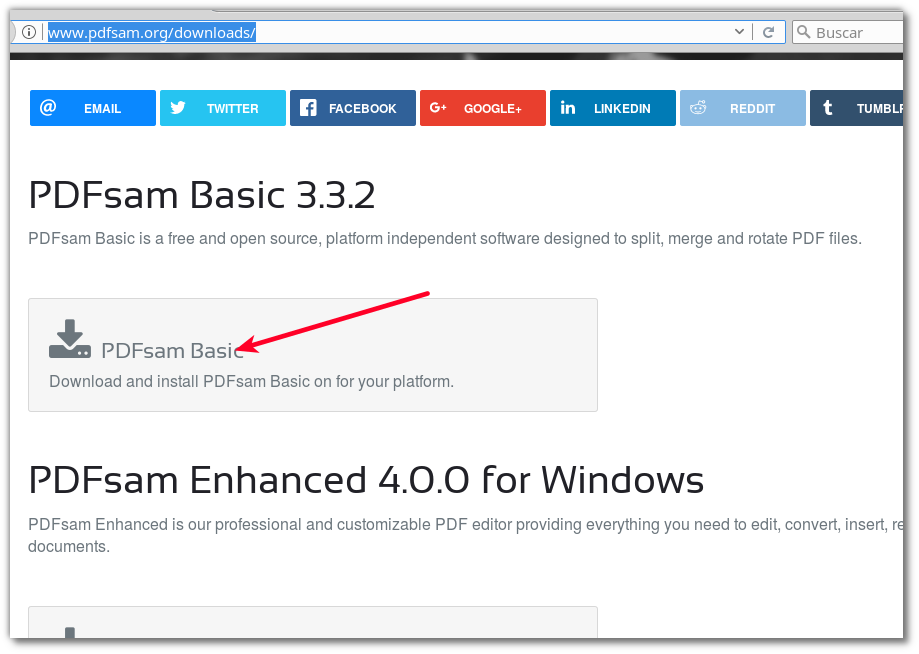 www.pdfsam.org/downloads/
Buscar
EMAIL
TWITTER
FACEBOOK
GOOGLE+
LINKEDIN
REDDIT
TUMBLR
PDFsam Basic 3.3.2
PDFsam Basic is a free and open source, platform independent software designed to split, merge and rotate PDF files.
PDFsam Basic
Download and install PDFsam Basic on for your platform.
PDFsam Enhanced 4.0.0 for Windows
PDFsam Enhanced is our professional and customizable PDF editor providing everything you need to edit, convert, insert, re
documents.